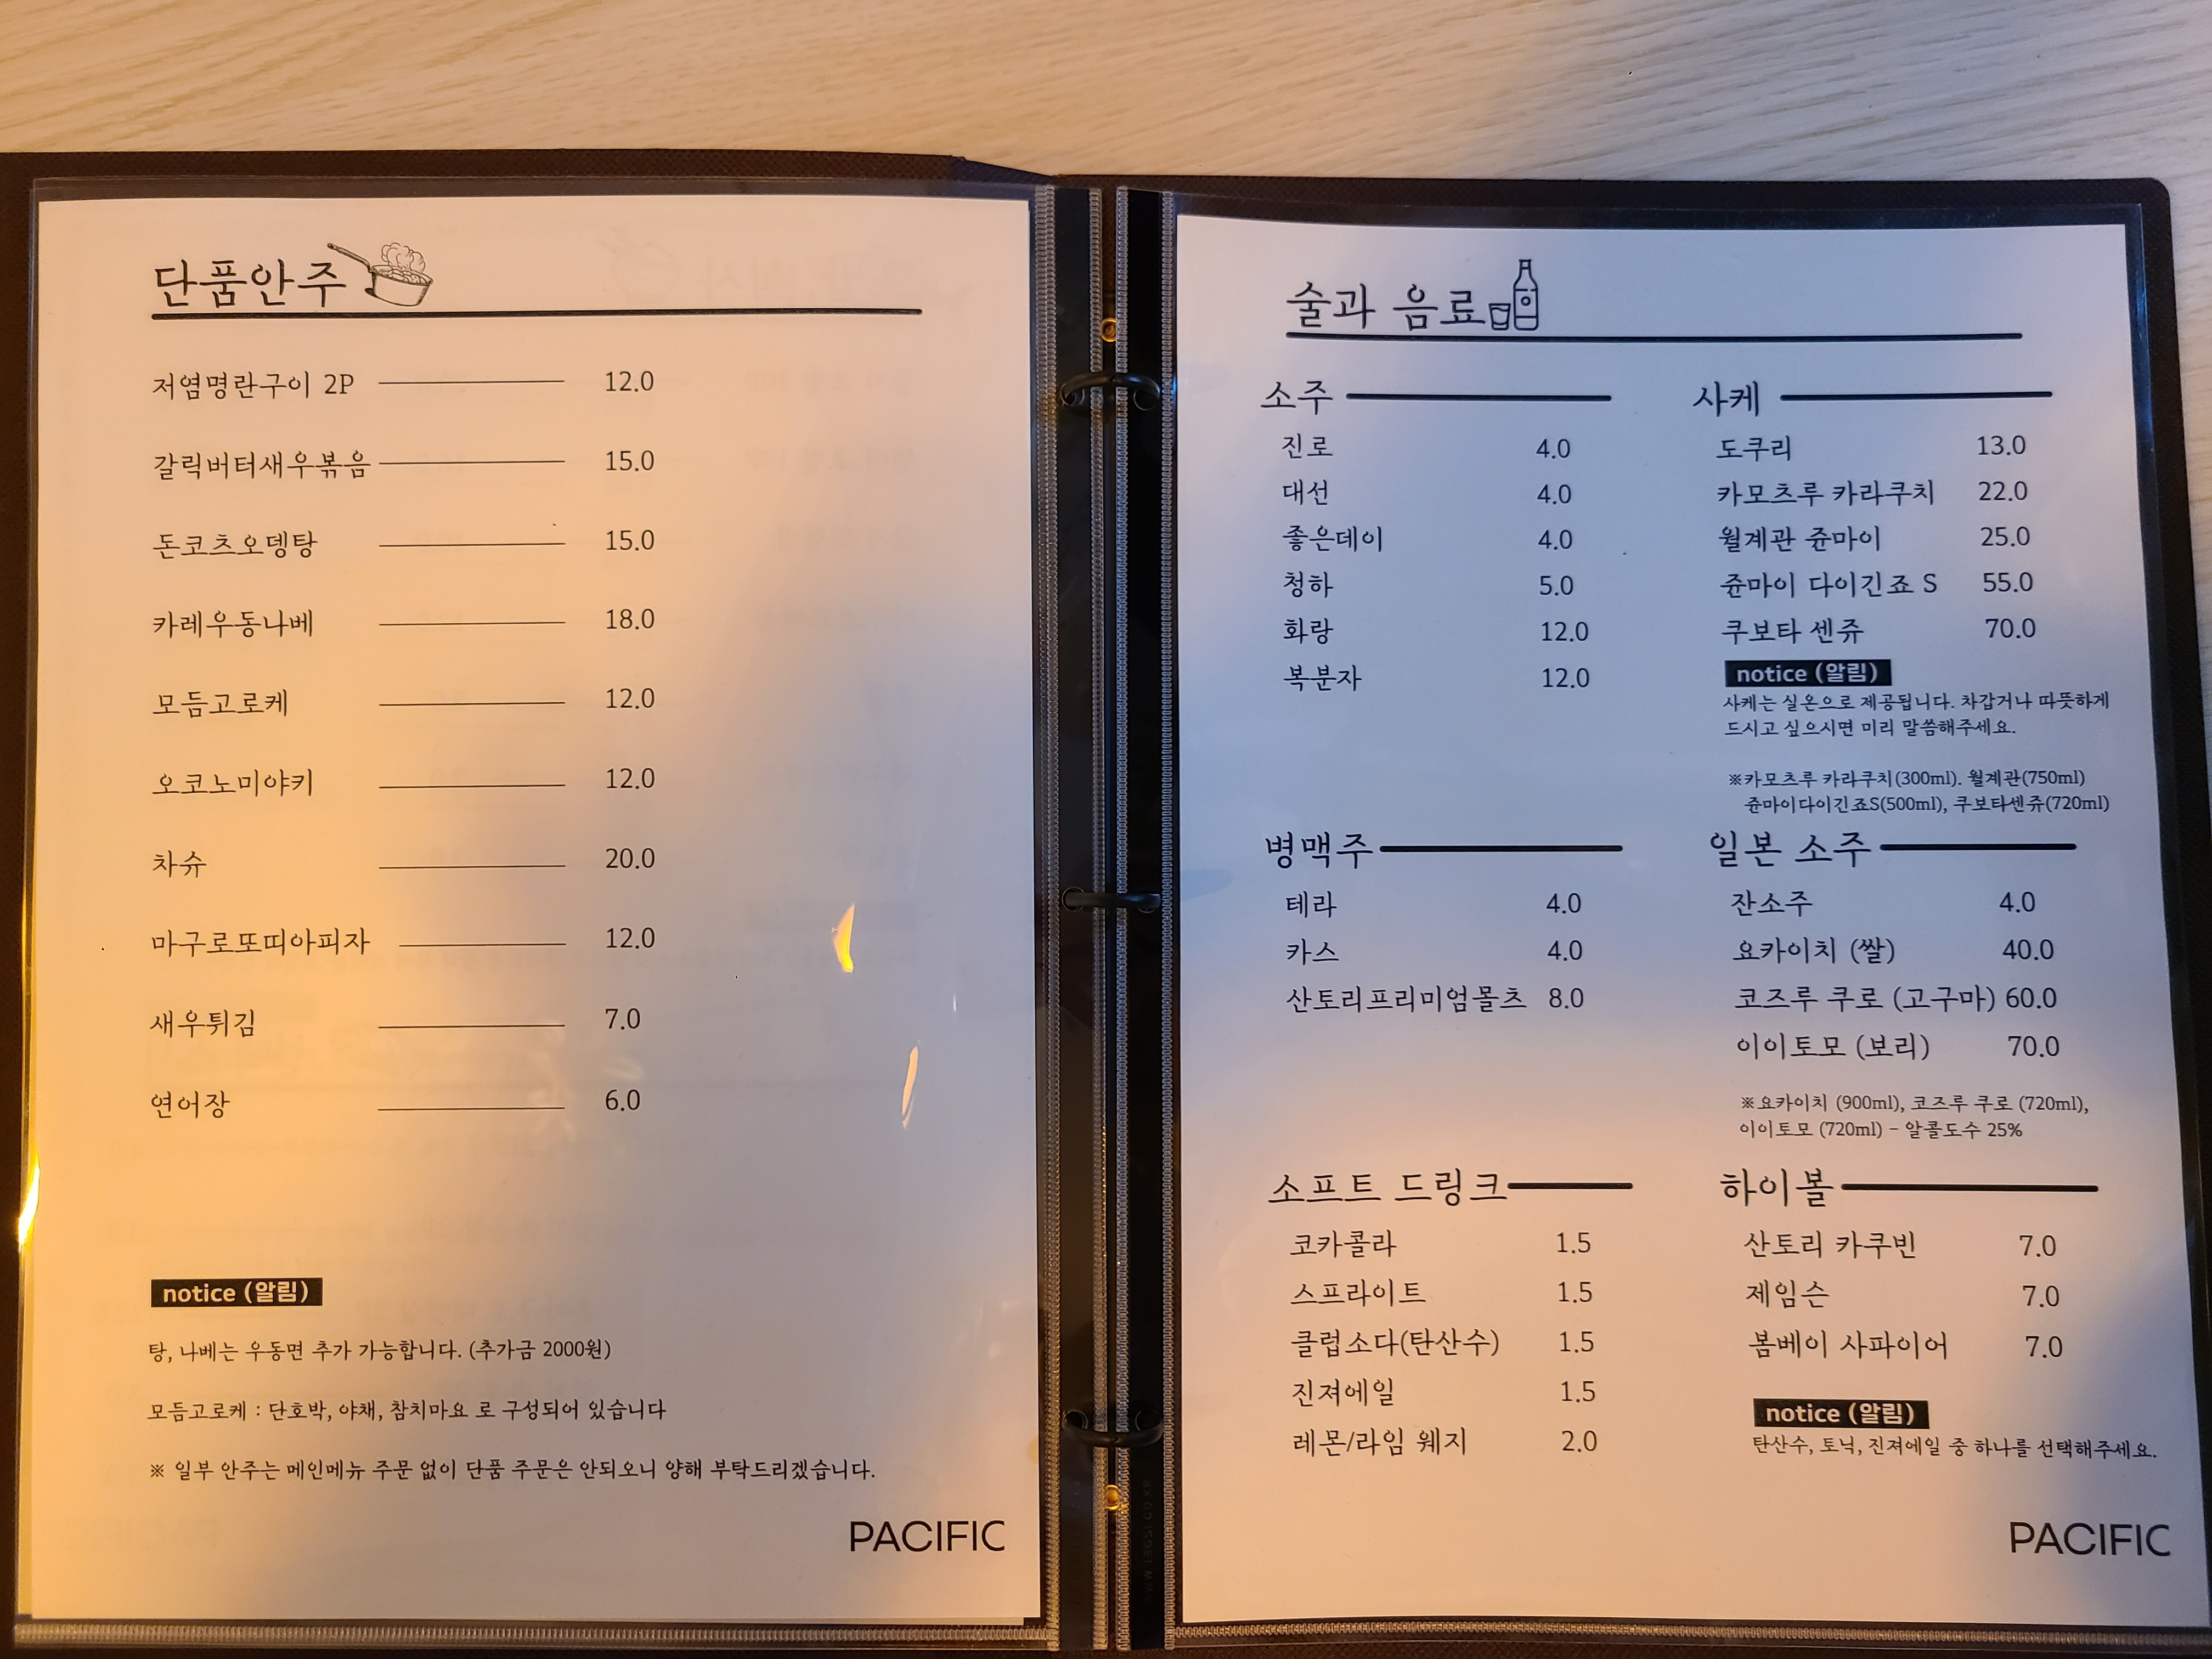 단품안주
저염명란구이 2P 12.0
갈릭버터새우볶음 15.0
돈코츠오뎅탕 15.0
카레우동나베 18.0
모듬고로케 12.0
오코노미야키 12.0
차슈 20.0
마구로또띠아피자 12.0
새우튀김 7.0
연어장 6.0
notice (알림)
탕, 나베는 우동면 추가 가능합니다. (추가금 2000원)
모듬고로케 : 단호박, 야채, 참치마요 로 구성되어 있습니다
※ 일부 안주는 메인메뉴 주문 없이 단품 주문은 안되오니 양해 부탁드리겠습니다.
PACIFIC
술과 음료
소주
진로 4.0
대선 4.0
좋은데이 4.0
청하 5.0
화랑 12.0
복분자 12.0
사케
도쿠리 13.0
카모츠루 카라쿠치 22.0
월계관 쥰마이 25.0
쥰마이 다이긴죠 S 55.0
쿠보타 센쥬 70.0
notice (알림)
사케는 실온으로 제공됩니다. 차갑거나 따뜻하게
드시고 싶으시면 미리 말씀해주세요.
※카모츠루 카라쿠치(300ml). 월계관(750ml)
쥰마이다이긴죠S(500ml), 쿠보타센쥬(720ml)
병맥주
테라 4.0
카스 4.0
산토리프리미엄몰츠 8.0
일본 소주
잔소주 4.0
요카이치 (쌀) 40.0
코즈루 쿠로 (고구마) 60.0
이이토모 (보리) 70.0
※요카이치 (900ml), 코즈루 쿠로 (720ml),
이이토모 (720ml) - 알콜도수 25%
소프트 드링크
코카콜라 1.5
스프라이트 1.5
클럽소다(탄산수) 1.5
진져에일 1.5
레몬/라임 웨지 2.0
하이볼
산토리 카쿠빈 7.0
제임슨 7.0
봄베이 사파이어 7.0
notice (알림)
탄산수, 토닉, 진져에일 중 하나를 선택해주세요.
PACIFIC